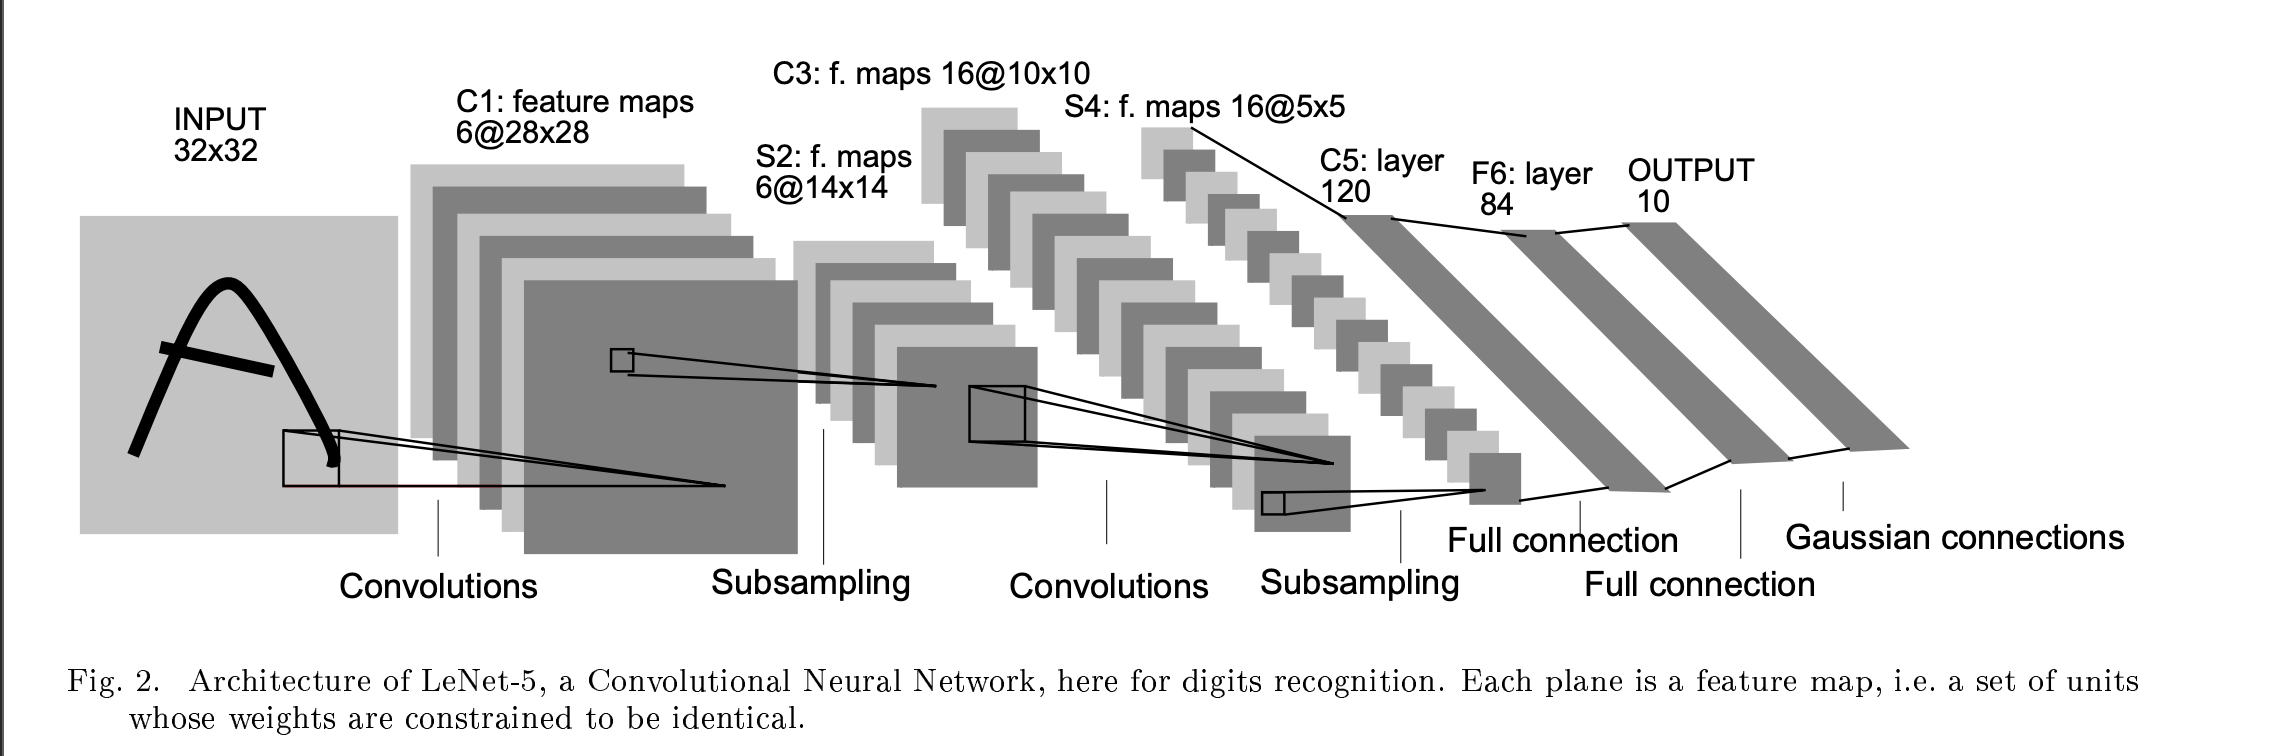 INPUT
32x32
C1: feature maps
6@28x28
S2: f. maps
6@14x14
C3: f. maps 16@10x10
S4: f. maps 16@5x5
C5: layer
120
F6: layer
84
OUTPUT
10
Convolutions
Subsampling
Convolutions
Subsampling
Full connection
Full connection
Gaussian connections
Fig. 2. Architecture of LeNet-5, a Convolutional Neural Network, here for digits recognition. Each plane is a feature map, i.e. a set of units
whose weights are constrained to be identical.